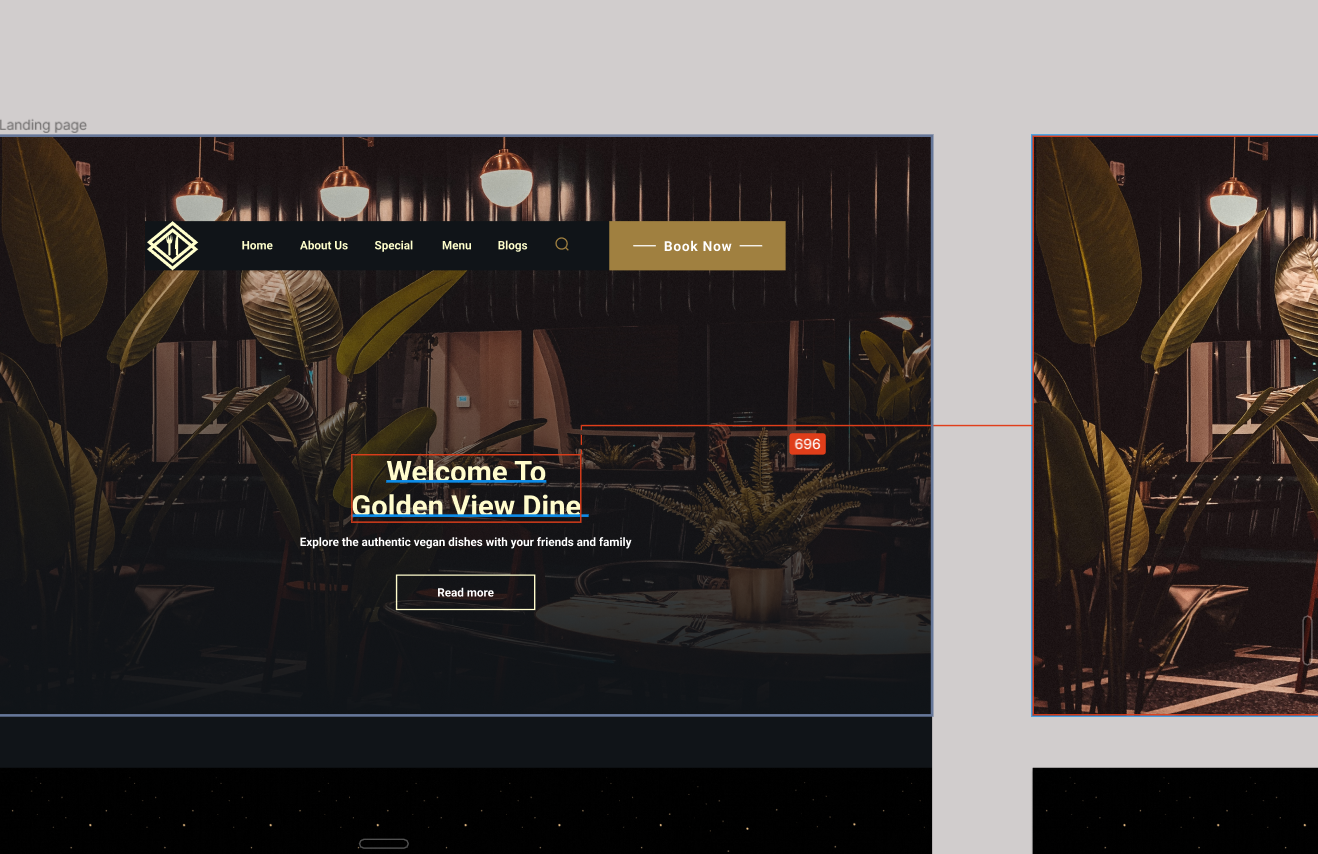 Landing page
Home About Us Special Menu Blogs Book Now
696
Welcome To
Golden View Dine
Explore the authentic vegan dishes with your friends and family
Read more